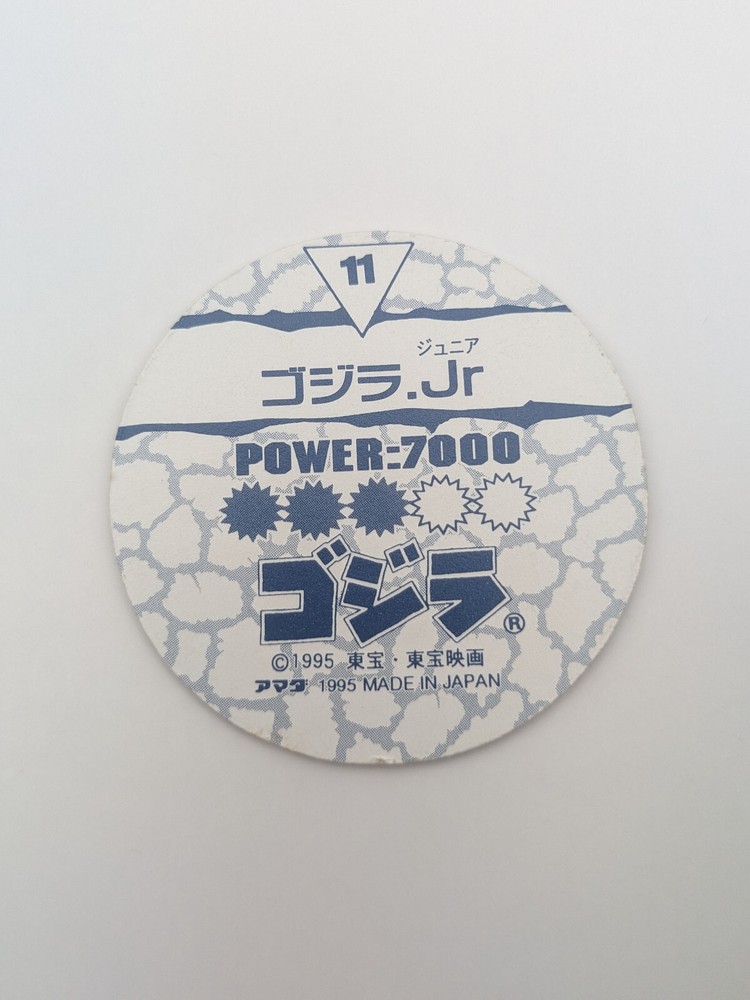 11
ジュニア
ゴジラ.Jr
POWER:7000
ゴジラ®
©1995 東宝・東宝映画
アマダ 1995 MADE IN JAPAN